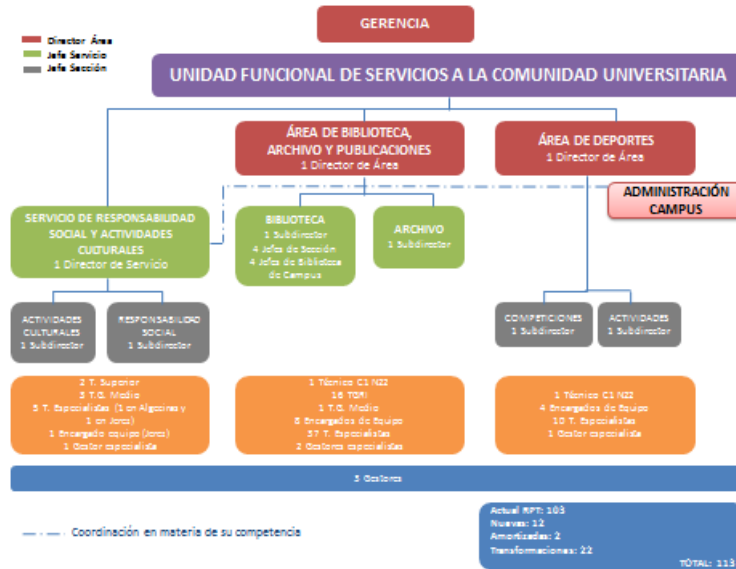 GERENCIA
Director Área
Jefe Servicio
Jefe Sección
UNIDAD FUNCIONAL DE SERVICIOS A LA COMUNIDAD UNIVERSITARIA
ÁREA DE BIBLIOTECA,
ARCHIVO Y PUBLICACIONES
1 Director de Área
ÁREA DE DEPORTES
1 Director de Área
ADMINISTRACIÓN
CAMPUS
SERVICIO DE RESPONSABILIDAD
SOCIAL Y ACTIVIDADES
CULTURALES
1 Director de Servicio
BIBLIOTECA
1 Subdirector
4 Jefes de Sección
4 Jefes de Biblioteca
de Campus
ARCHIVO
1 Subdirector
ACTIVIDADES
CULTURALES
1 Subdirector
RESPONSABILIDAD
SOCIAL
1 Subdirector
COMPETICIONES
1 Subdirector
ACTIVIDADES
1 Subdirector
2 T. Superior
3 T.G. Medio
5 T. Especialistas (1 en Algeciras y
1 en Jerez)
1 Encargado equipo (Jerez)
1 Gestor especialista
1 Técnico C1 N22
16 TGRI
1 T.G. Medio
8 Encargados de Equipo
37 T. Especialistas
2 Gestores especialistas
1 Técnico C1 N22
4 Encargados de Equipo
10 T. Especialistas
1 Gestor especialista
3 Gestores
Coordinación en materia de su competencia
Actual RPT: 103
Nuevas: 12
Amortizadas: 2
Transformaciones: 22
TOTAL: 113